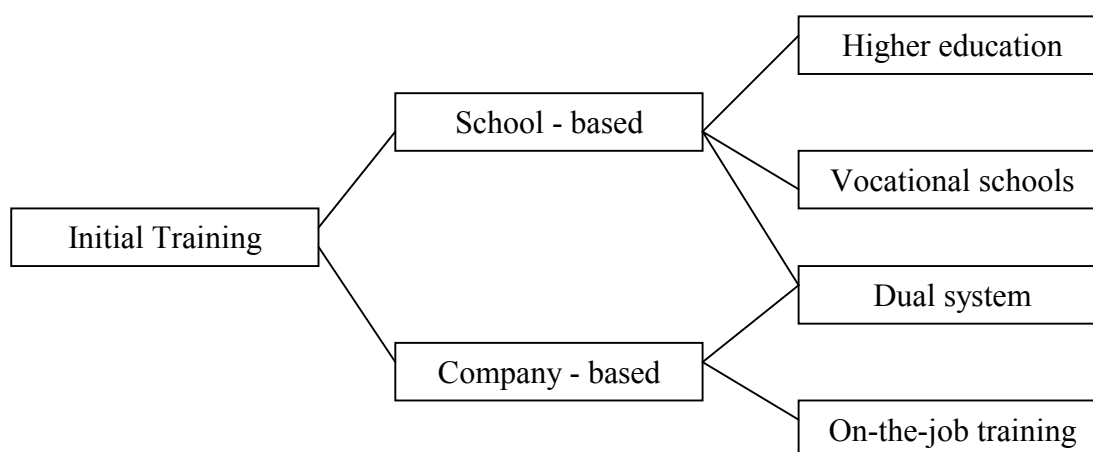 Higher education
School - based
Vocational schools
Initial Training
Dual system
Company - based
On-the-job training